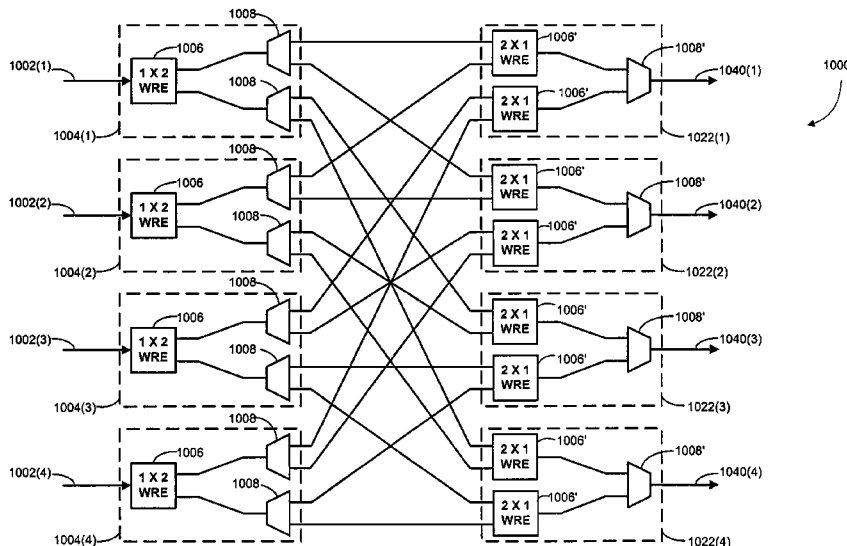 1008
1006'
1002(1)
1006
2 X 1
WRE
1008'
1040(1)
1000
1 X 2
WRE
1008
2 X 1
WRE
1006'
1004(1)
1022(1)
1008
1006'
1002(2)
1006
2 X 1
WRE
1008'
1040(2)
1 X 2
WRE
1008
2 X 1
WRE
1006'
1004(2)
1022(2)
1008
1006'
1002(3)
1006
2 X 1
WRE
1008'
1040(3)
1 X 2
WRE
1008
2 X 1
WRE
1006'
1004(3)
1022(3)
1008
1006'
1002(4)
1006
2 X 1
WRE
1008'
1040(4)
1 X 2
WRE
1008
2 X 1
WRE
1006'
1004(4)
1022(4)